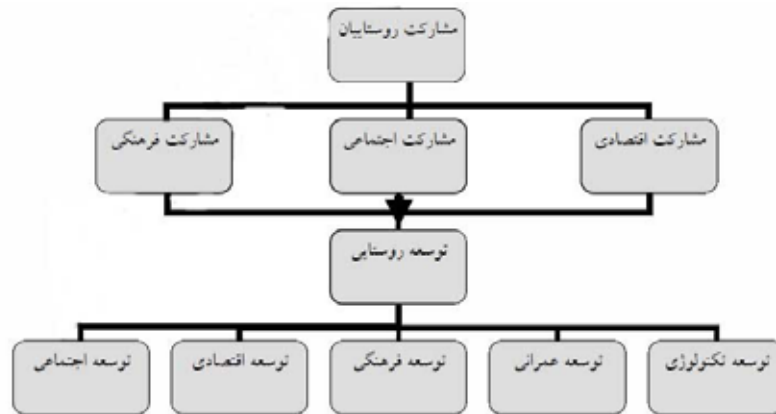 مشارکت روستاییان
مشارکت اقتصادی
مشارکت اجتماعی
مشارکت فرهنگی
توسعه روستایی
توسعه تکنولوژی
توسعه عمرانی
توسعه فرهنگی
توسعه اقتصادی
توسعه اجتماعی